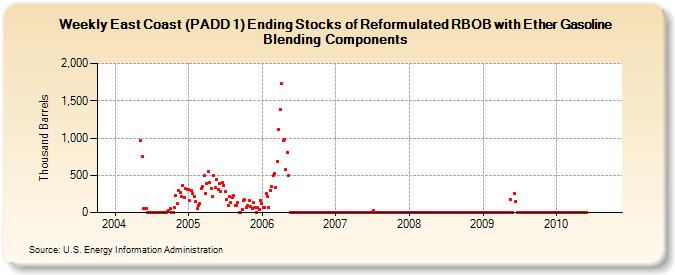 Weekly East Coast (PADD 1) Ending Stocks of Reformulated RBOB with Ether Gasoline
Blending Components
Thousand Barrels
2,000
1,500
1,000
500
0
2004 2005 2006 2007 2008 2009 2010
Source: U.S. Energy Information Administration